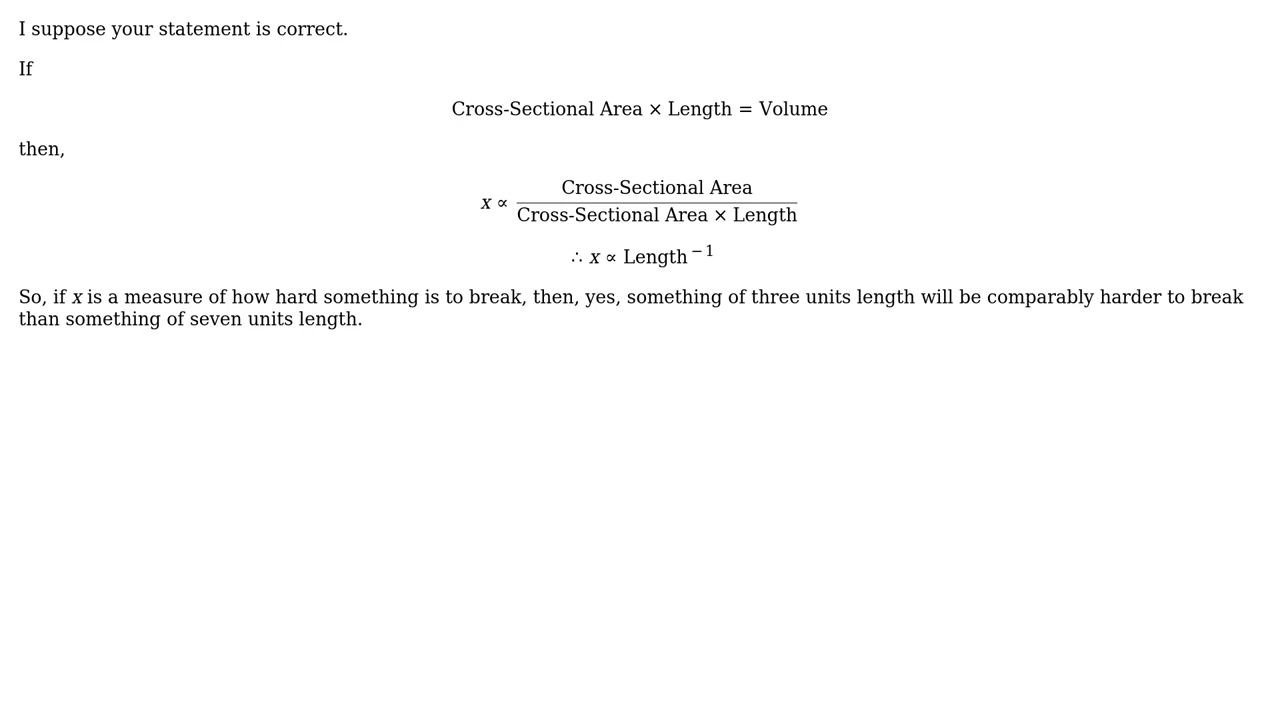 I suppose your statement is correct.
If
Cross-Sectional Area × Length = Volume
then,
x ∝ Cross-Sectional Area / Cross-Sectional Area × Length
∴ x ∝ Length⁻¹
So, if x is a measure of how hard something is to break, then, yes, something of three units length will be comparably harder to break
than something of seven units length.